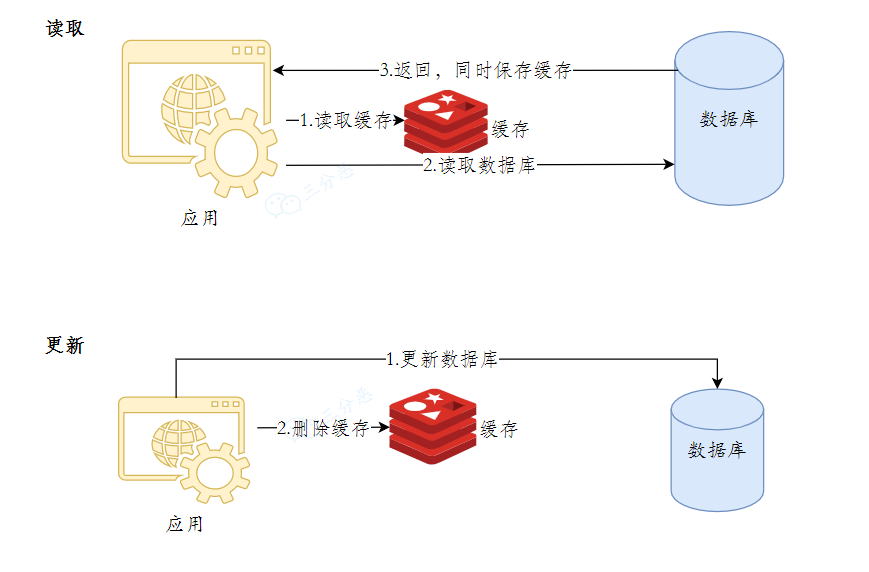 读取
3.返回，同时保存缓存
1.读取缓存
缓存
数据库
2.读取数据库
三分恶
应用
更新
1.更新数据库
三分恶
2.删除缓存
缓存
数据库
应用